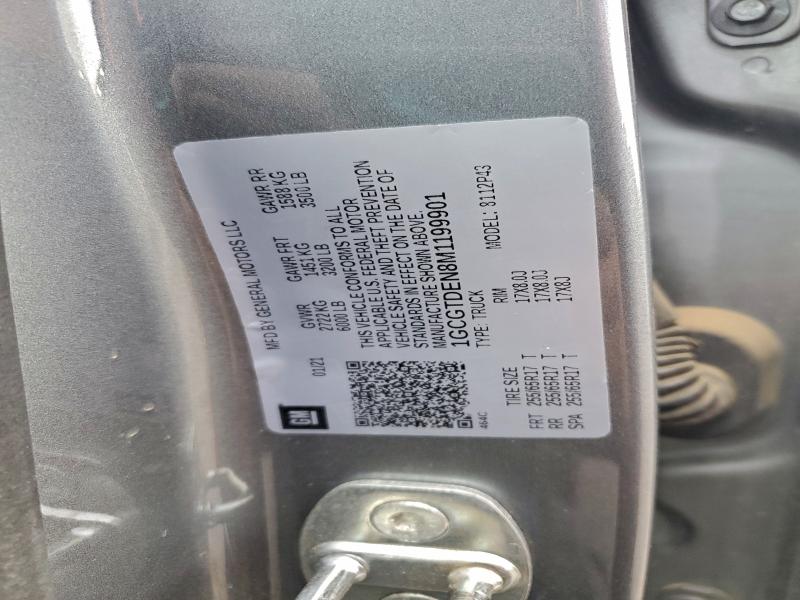 GM
MFD BY GENERAL MOTORS LLC
01/21
GVWR GAWR FRT GAWR RR
2722 KG 1451 KG 1588 KG
6000 LB 3200 LB 3500 LB
THIS VEHICLE CONFORMS TO ALL
APPLICABLE U.S. FEDERAL MOTOR
VEHICLE SAFETY AND THEFT PREVENTION
STANDARDS IN EFFECT ON THE DATE OF
MANUFACTURE SHOWN ABOVE.
1GCGTDEN8M1199901
464C TYPE: TRUCK MODEL: 8112P43
TIRE SIZE RIM
FRT 255/65R17 T 17X8.0J
RR 255/65R17 T 17X8.0J
SPA 255/65R17 T 17X8J